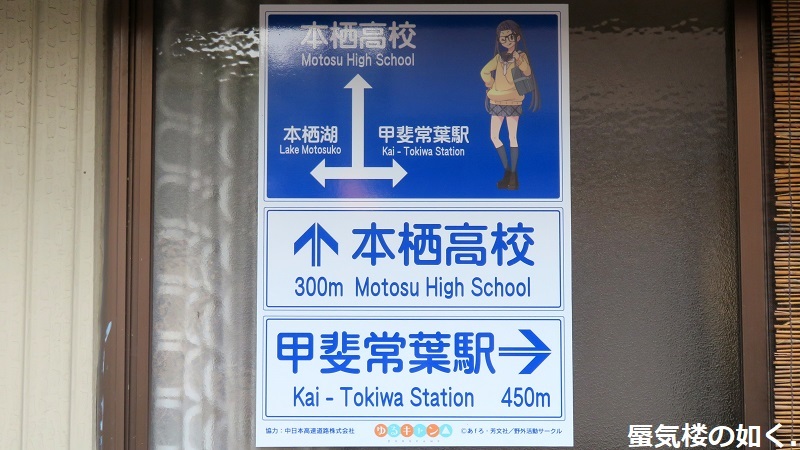 本栖高校
Motosu High School
本栖湖
Lake Motosuko
甲斐常葉駅
Kai - Tokiwa Station
本栖高校
300m Motosu High School
甲斐常葉駅
Kai - Tokiwa Station 450m
協力:中日本高速道路株式会社
ゆるキャン△
©あfろ・芳文社/野外活動サークル
蜃気楼の如く.